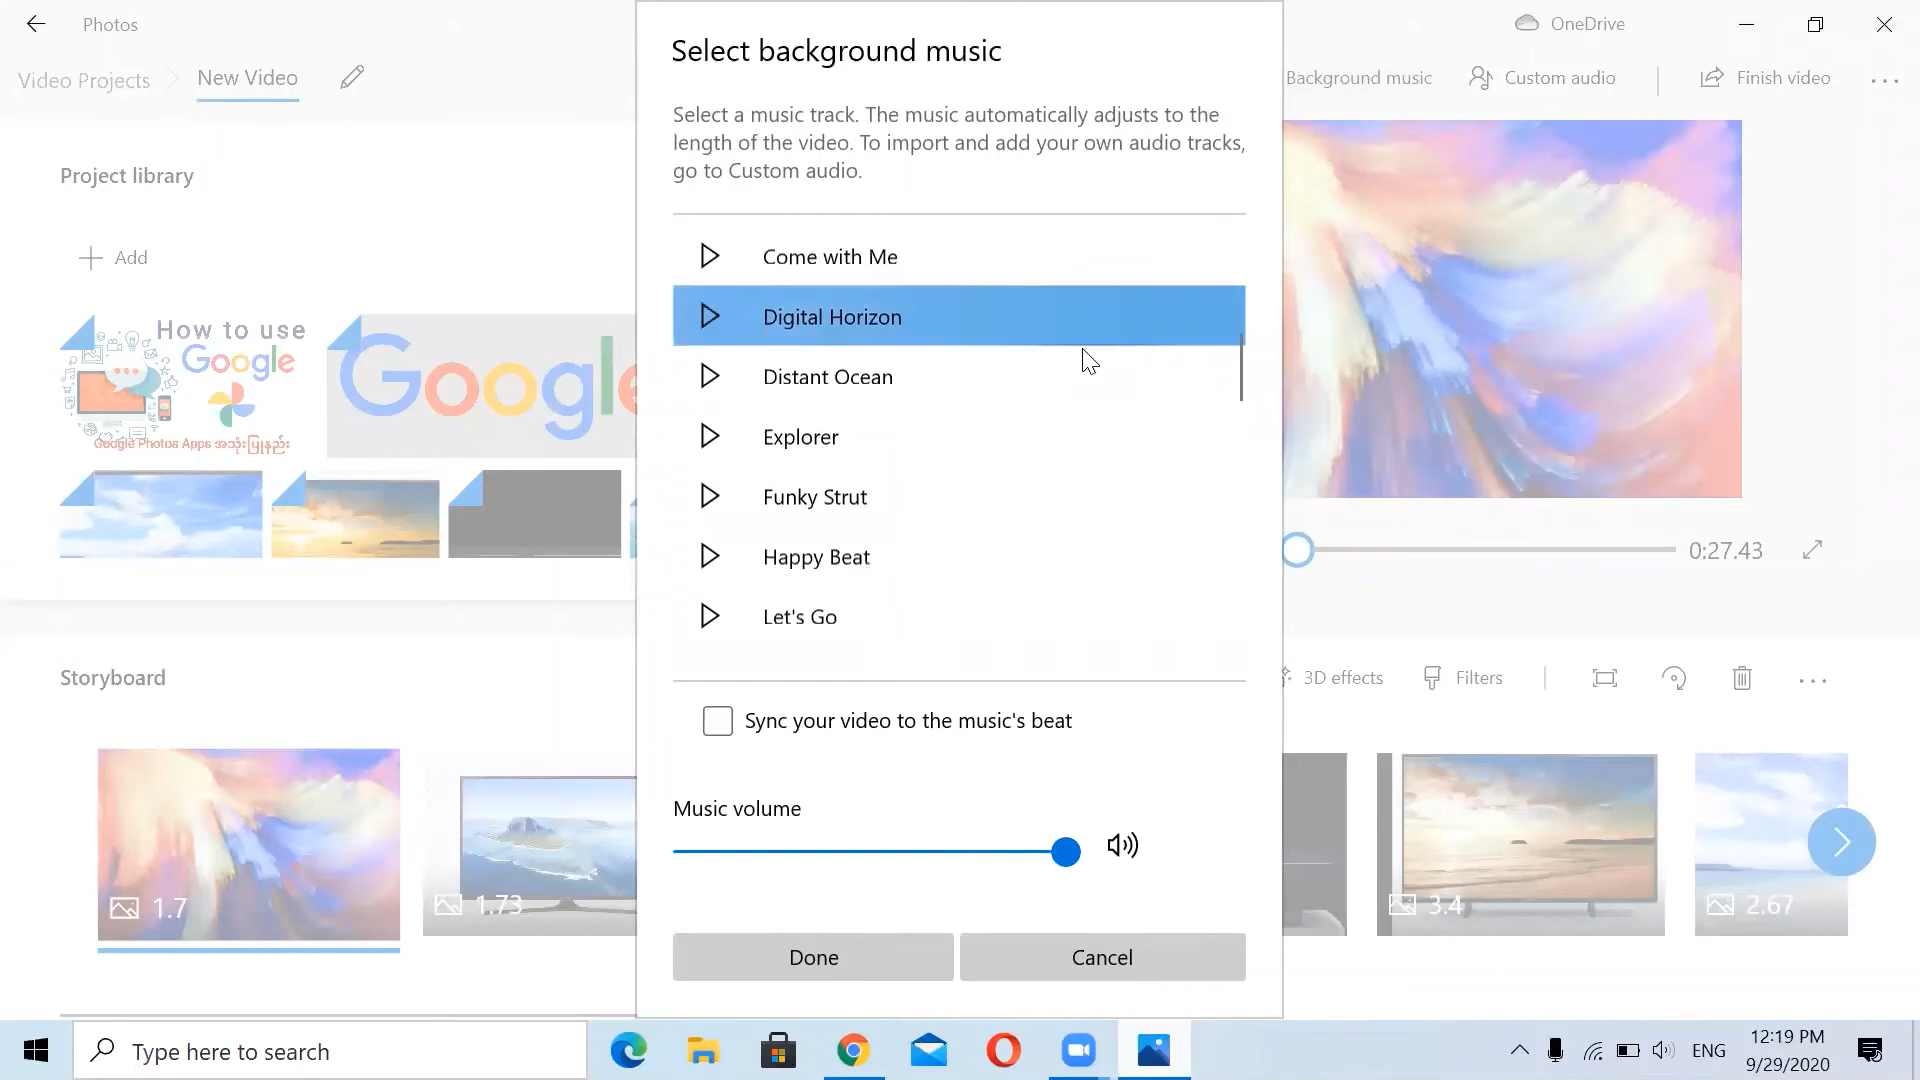 Photos
OneDrive
Video Projects
New Video
Background music
Custom audio
Finish video
Select background music
Select a music track. The music automatically adjusts to the
length of the video. To import and add your own audio tracks,
go to Custom audio.
Project library
Add
How to use
Google
Google Photos Apps အသုံးပြုနည်း
Google
Come with Me
Digital Horizon
Distant Ocean
Explorer
Funky Strut
Happy Beat
Let's Go
0:27.43
Storyboard
3D effects
Filters
Sync your video to the music's beat
Music volume
1.7
1.73
3.4
2.67
Done
Cancel
Type here to search
ENG
12:19 PM
9/29/2020